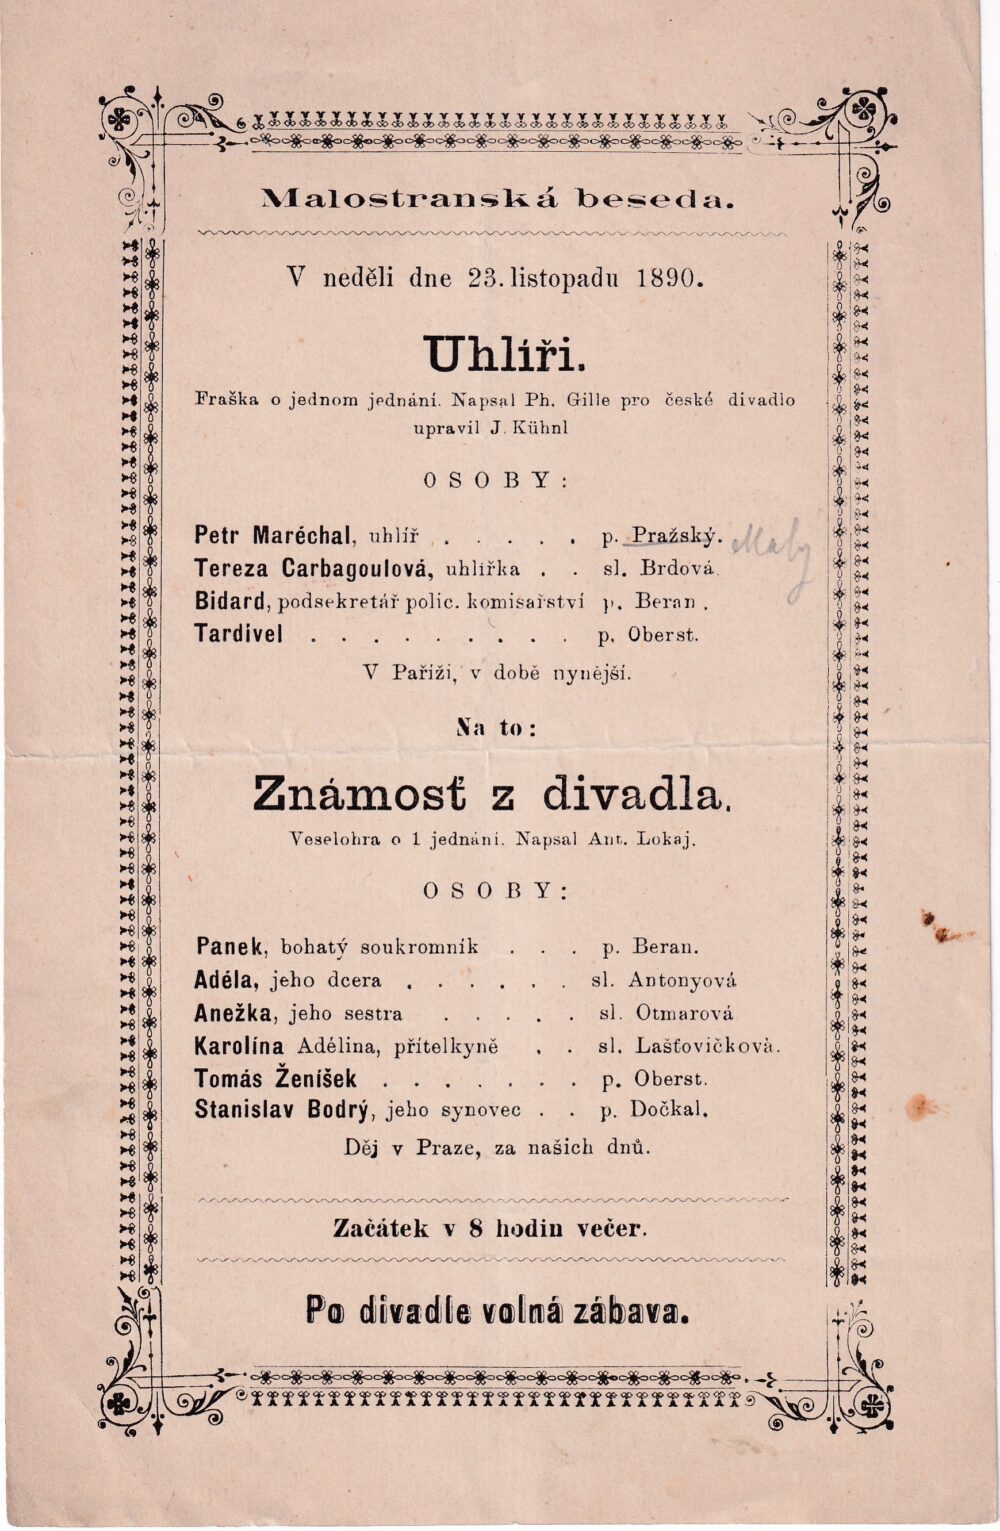 Malostranská beseda.
V neděli dne 23. listopadu 1890.
Uhlíři.
Fraška o jednom jednání. Napsal Ph. Gille pro české divadlo
upravil J. Kühnl
OSOBY:
Petr Maréchal, uhlíř . . . . . p. Pražský. Malý
Tereza Carbagoulová, uhlířka . . sl. Brdová.
Bidard, podsekretář polic. komisařství p. Beran .
Tardivel . . . . . . . . . p. Oberst.
V Paříži, v době nynější.
Na to:
Známosť z divadla.
Veselohra o 1 jednání. Napsal Ant. Lokaj.
OSOBY:
Panek, bohatý soukromník . . . p. Beran.
Adéla, jeho dcera . . . . . . sl. Antonyová
Anežka, jeho sestra . . . . . sl. Otmarová
Karolína Adélina, přítelkyně . . sl. Lašťovičková.
Tomás Ženíšek . . . . . . . p. Oberst.
Stanislav Bodrý, jeho synovec . . p. Dočkal.
Děj v Praze, za našich dnů.
Začátek v 8 hodin večer.
Po divadle volná zábava.